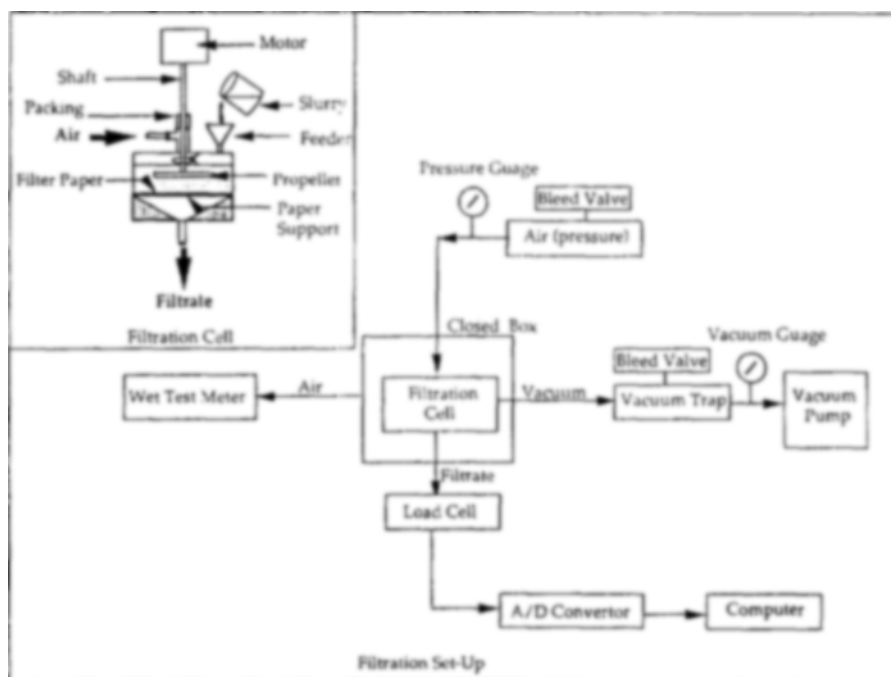 Motor
Shaft
Slurry
Packing
Air
Feeder
Filter Paper
Propeller
Paper
Support
Filtrate
Filtration Cell
Pressure Guage
Bleed Valve
Air (pressure)
Closed Box
Vacuum Guage
Bleed Valve
Wet Test Meter
Air
Filtration
Cell
Vacuum
Vacuum Trap
Vacuum
Pump
Filtrate
Load Cell
A/D Convertor
Computer
Filtration Set-Up